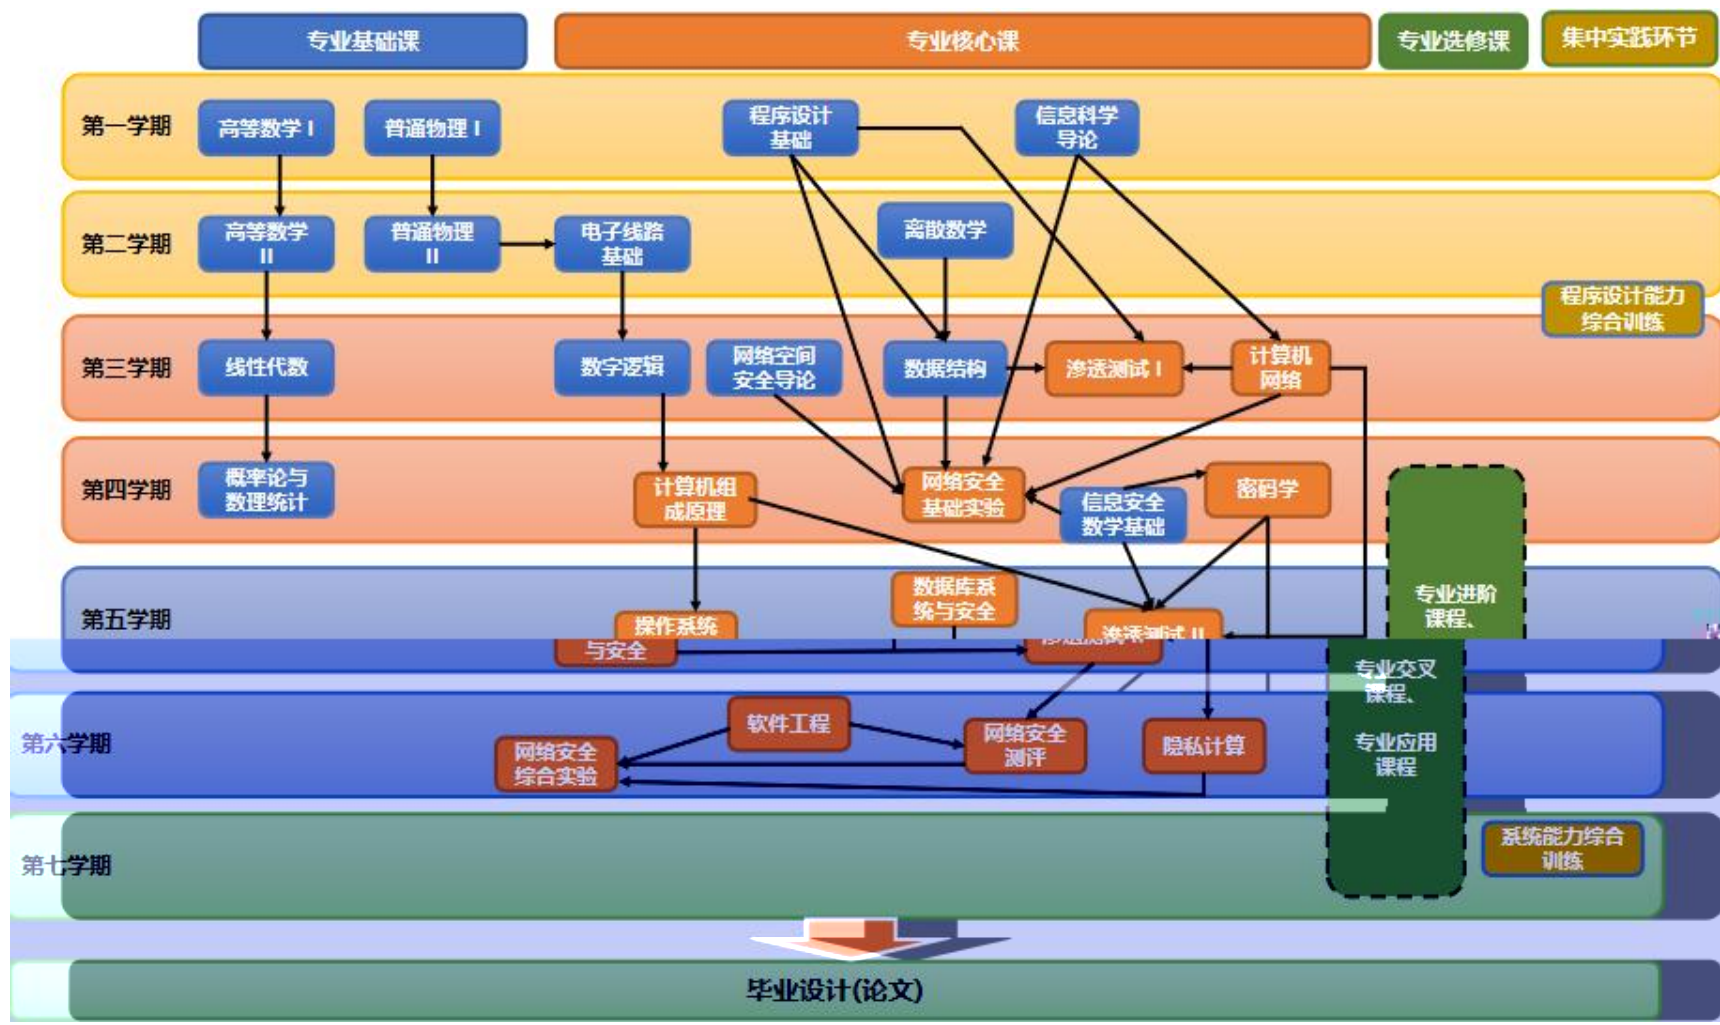 专业基础课
专业核心课
专业选修课
集中实践环节
第一学期
高等数学 I
普通物理 I
程序设计
基础
信息科学
导论
第二学期
高等数学
II
普通物理
II
电子线路
基础
离散数学
程序设计能力
综合训练
第三学期
线性代数
数字逻辑
网络空间
安全导论
数据结构
渗透测试 I
计算机
网络
第四学期
概率论与
数理统计
计算机组
成原理
网络安全
基础实验
信息安全
数学基础
密码学
第五学期
操作系统
与安全
数据库系
统与安全
渗透测试 II
专业进阶
课程、
专业交叉
课程、
专业应用
课程
第六学期
网络安全
综合实验
软件工程
网络安全
测评
隐私计算
第七学期
系统能力综合
训练
毕业设计(论文)